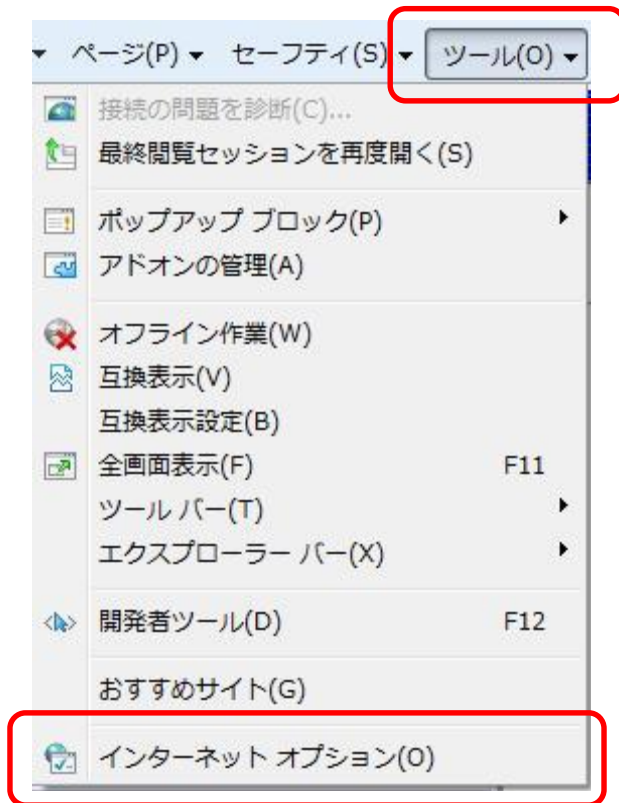 ページ(P) セーフティ(S) ツール(O)
接続の問題を診断(C)...
最終閲覧セッションを再度開く(S)
ポップアップ ブロック(P)
アドオンの管理(A)
オフライン作業(W)
互換表示(V)
互換表示設定(B)
全画面表示(F) F11
ツール バー(T)
エクスプローラー バー(X)
開発者ツール(D) F12
おすすめサイト(G)
インターネット オプション(O)